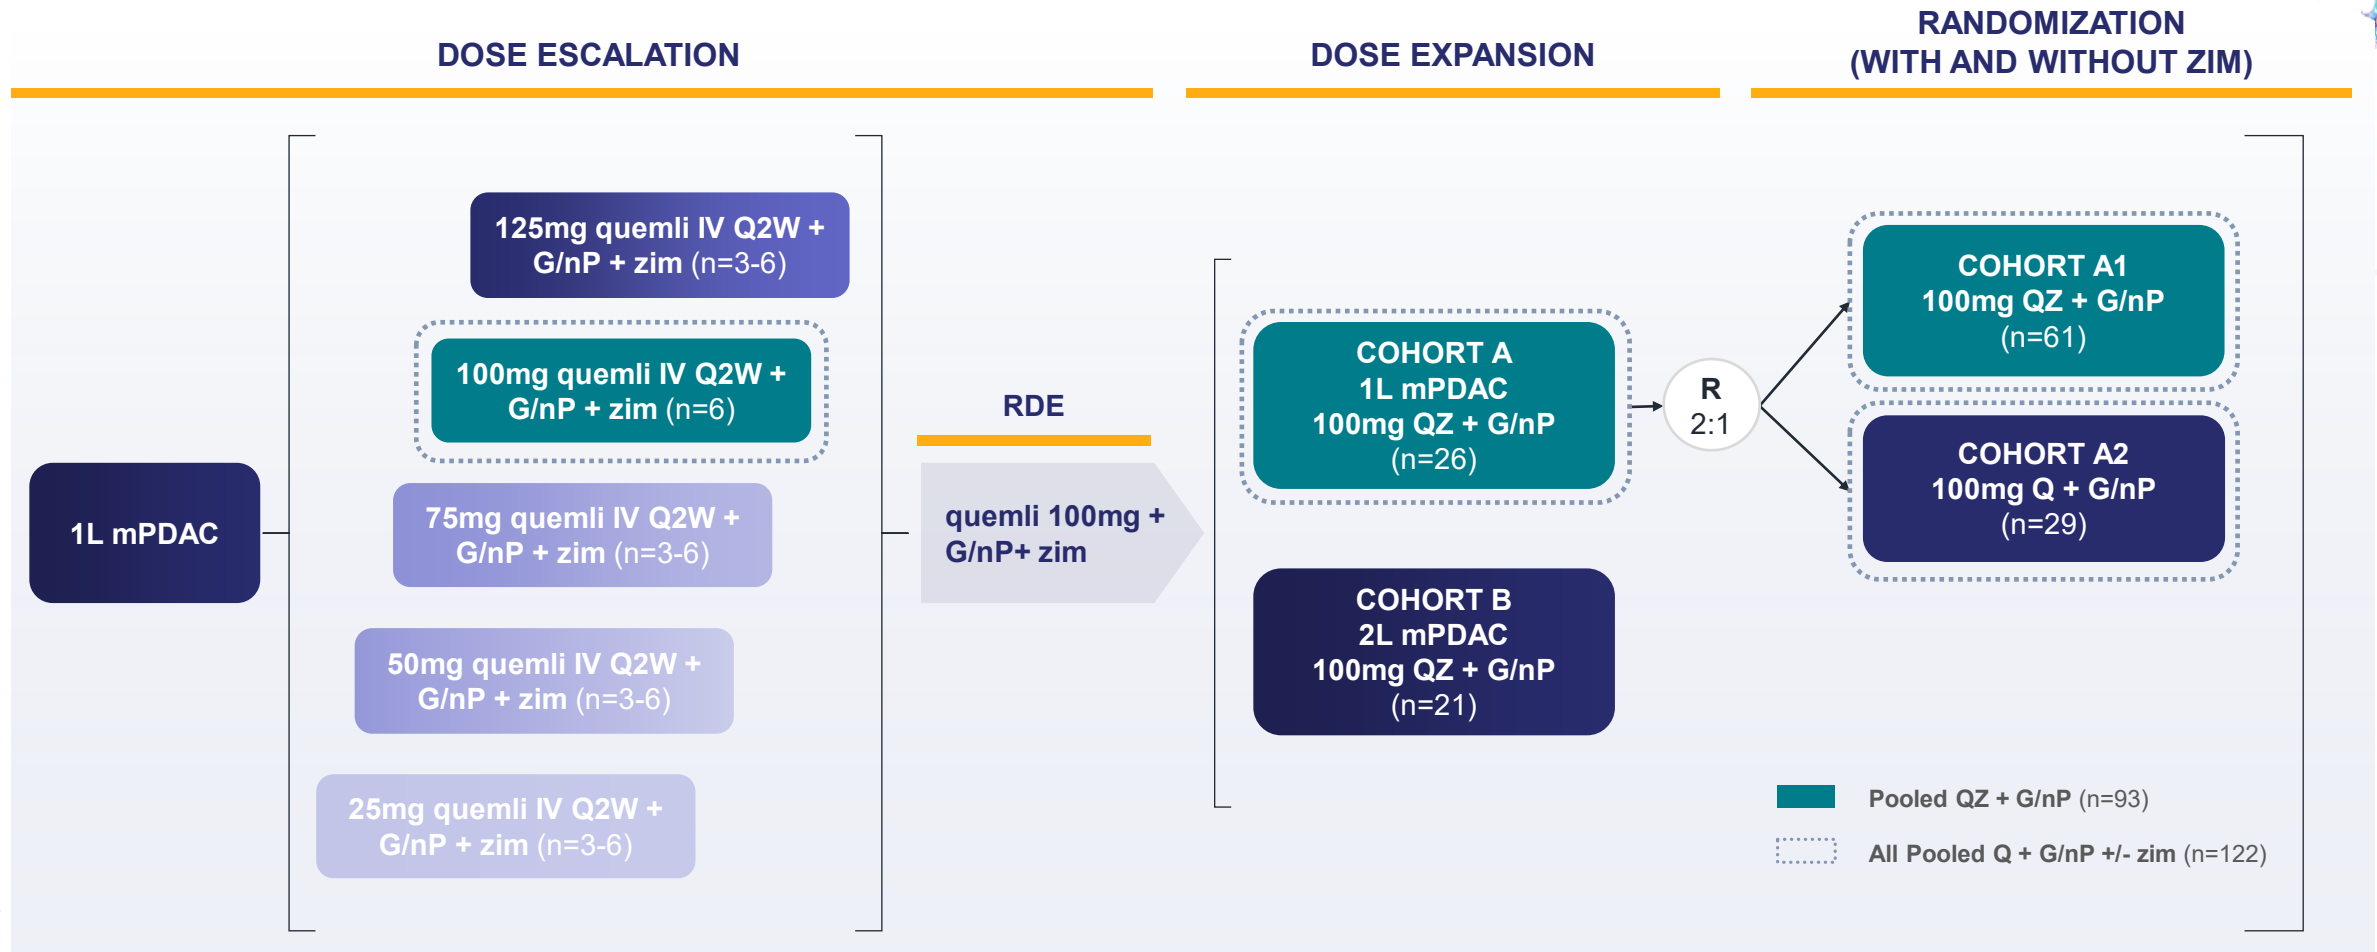 DOSE ESCALATION
DOSE EXPANSION
RANDOMIZATION
(WITH AND WITHOUT ZIM)
1L mPDAC
125mg quemli IV Q2W +
G/nP + zim (n=3-6)
100mg quemli IV Q2W +
G/nP + zim (n=6)
75mg quemli IV Q2W +
G/nP + zim (n=3-6)
50mg quemli IV Q2W +
G/nP + zim (n=3-6)
25mg quemli IV Q2W +
G/nP + zim (n=3-6)
RDE
quemli 100mg +
G/nP+ zim
COHORT A
1L mPDAC
100mg QZ + G/nP
(n=26)
COHORT B
2L mPDAC
100mg QZ + G/nP
(n=21)
R
2:1
COHORT A1
100mg QZ + G/nP
(n=61)
COHORT A2
100mg Q + G/nP
(n=29)
Pooled QZ + G/nP (n=93)
All Pooled Q + G/nP +/- zim (n=122)